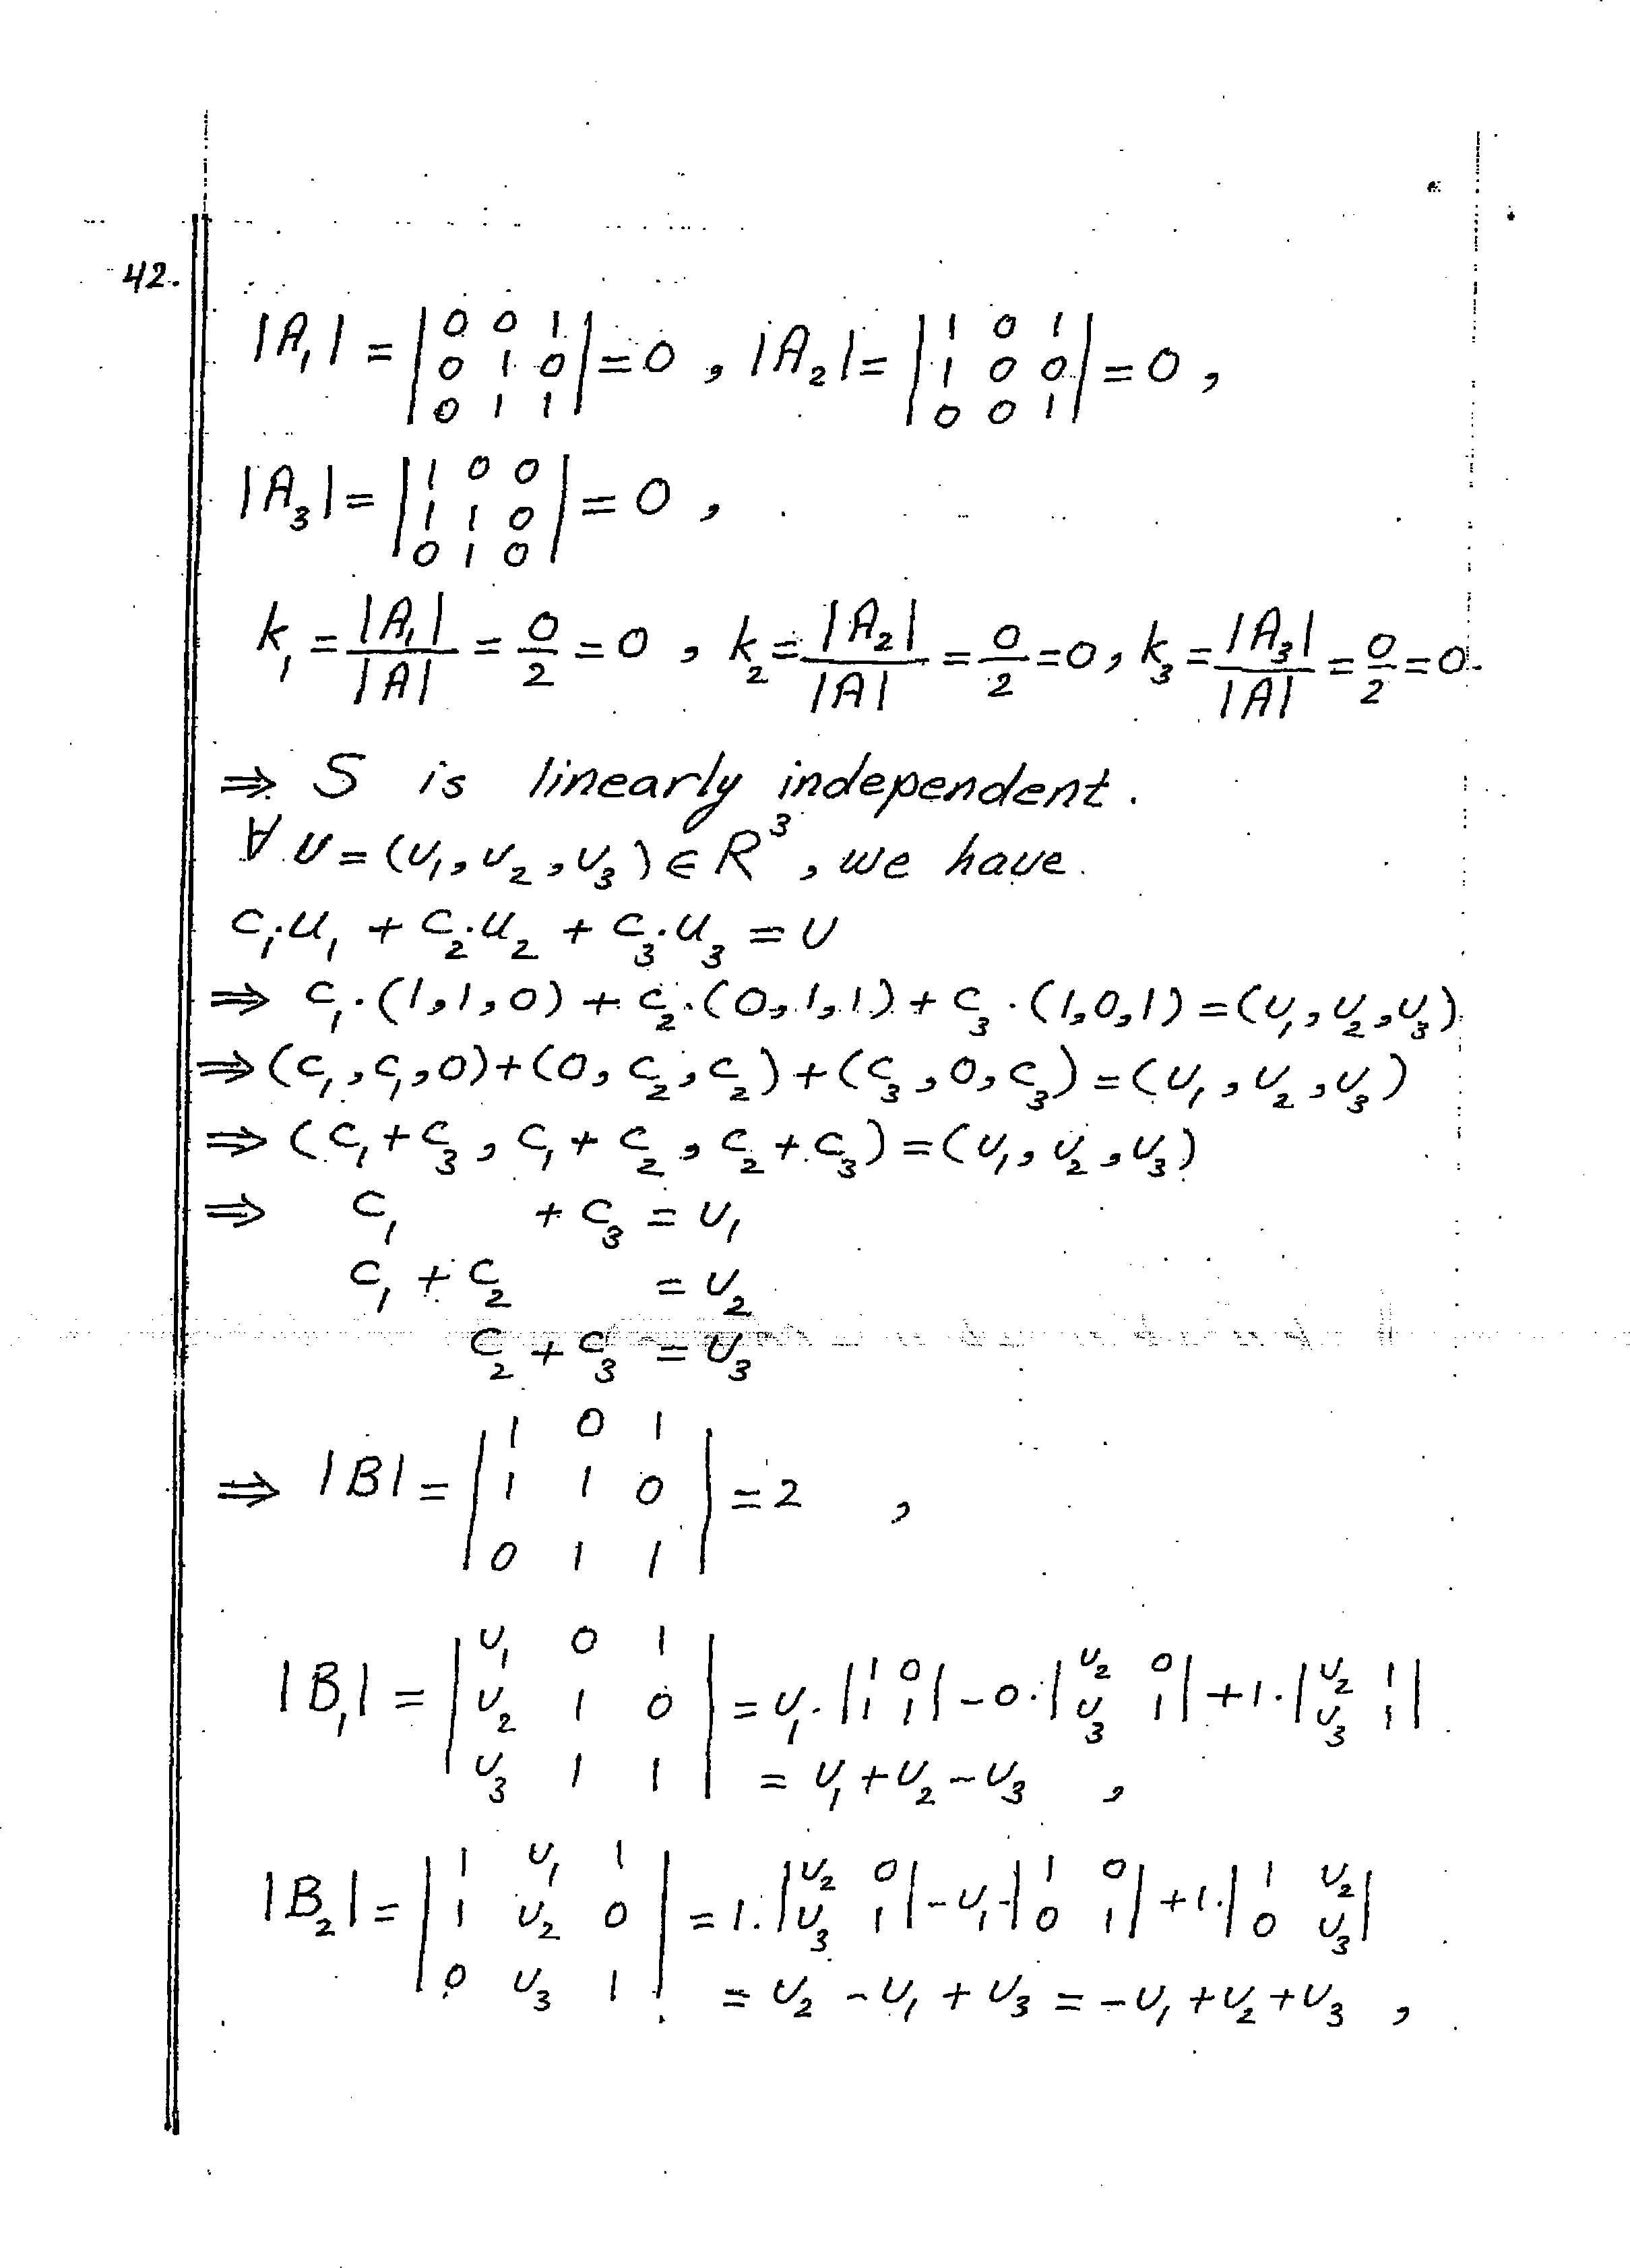 42.
|A₁| = |0 0 1; 0 1 0; 0 1 1| = 0 , |A₂| = |1 0 1; 1 0 0; 0 0 1| = 0 ,
|A₃| = |1 0 0; 1 1 0; 0 1 0| = 0 ,
k₁ = |A₁|/|A| = 0/2 = 0 , k₂ = |A₂|/|A| = 0/2 = 0 , k₃ = |A₃|/|A| = 0/2 = 0 .
⇒ S is linearly independent .
∀ v = (v₁, v₂, v₃) ∈ R³ , we have
c₁.u₁ + c₂.u₂ + c₃.u₃ = v
⇒ c₁.(1,1,0) + c₂.(0,1,1) + c₃.(1,0,1) = (v₁, v₂, v₃)
⇒ (c₁, c₁, 0) + (0, c₂, c₂) + (c₃, 0, c₃) = (v₁, v₂, v₃)
⇒ (c₁ + c₃ , c₁ + c₂ , c₂ + c₃) = (v₁, v₂, v₃)
⇒ c₁ + c₃ = v₁
c₁ + c₂ = v₂
c₂ + c₃ = v₃
⇒ |B| = |1 0 1; 1 1 0; 0 1 1| = 2 ,
|B₁| = |v₁ 0 1; v₂ 1 0; v₃ 1 1| = v₁.|1 0; 1 1| - 0.|v₂ 0; v₃ 1| + 1.|v₂ 1; v₃ 1|
= v₁ + v₂ - v₃ ,
|B₂| = |1 v₁ 1; 1 v₂ 0; 0 v₃ 1| = 1.|v₂ 0; v₃ 1| - v₁.|1 0; 0 1| + 1.|1 v₂; 0 v₃|
= v₂ - v₁ + v₃ = -v₁ + v₂ + v₃ ,